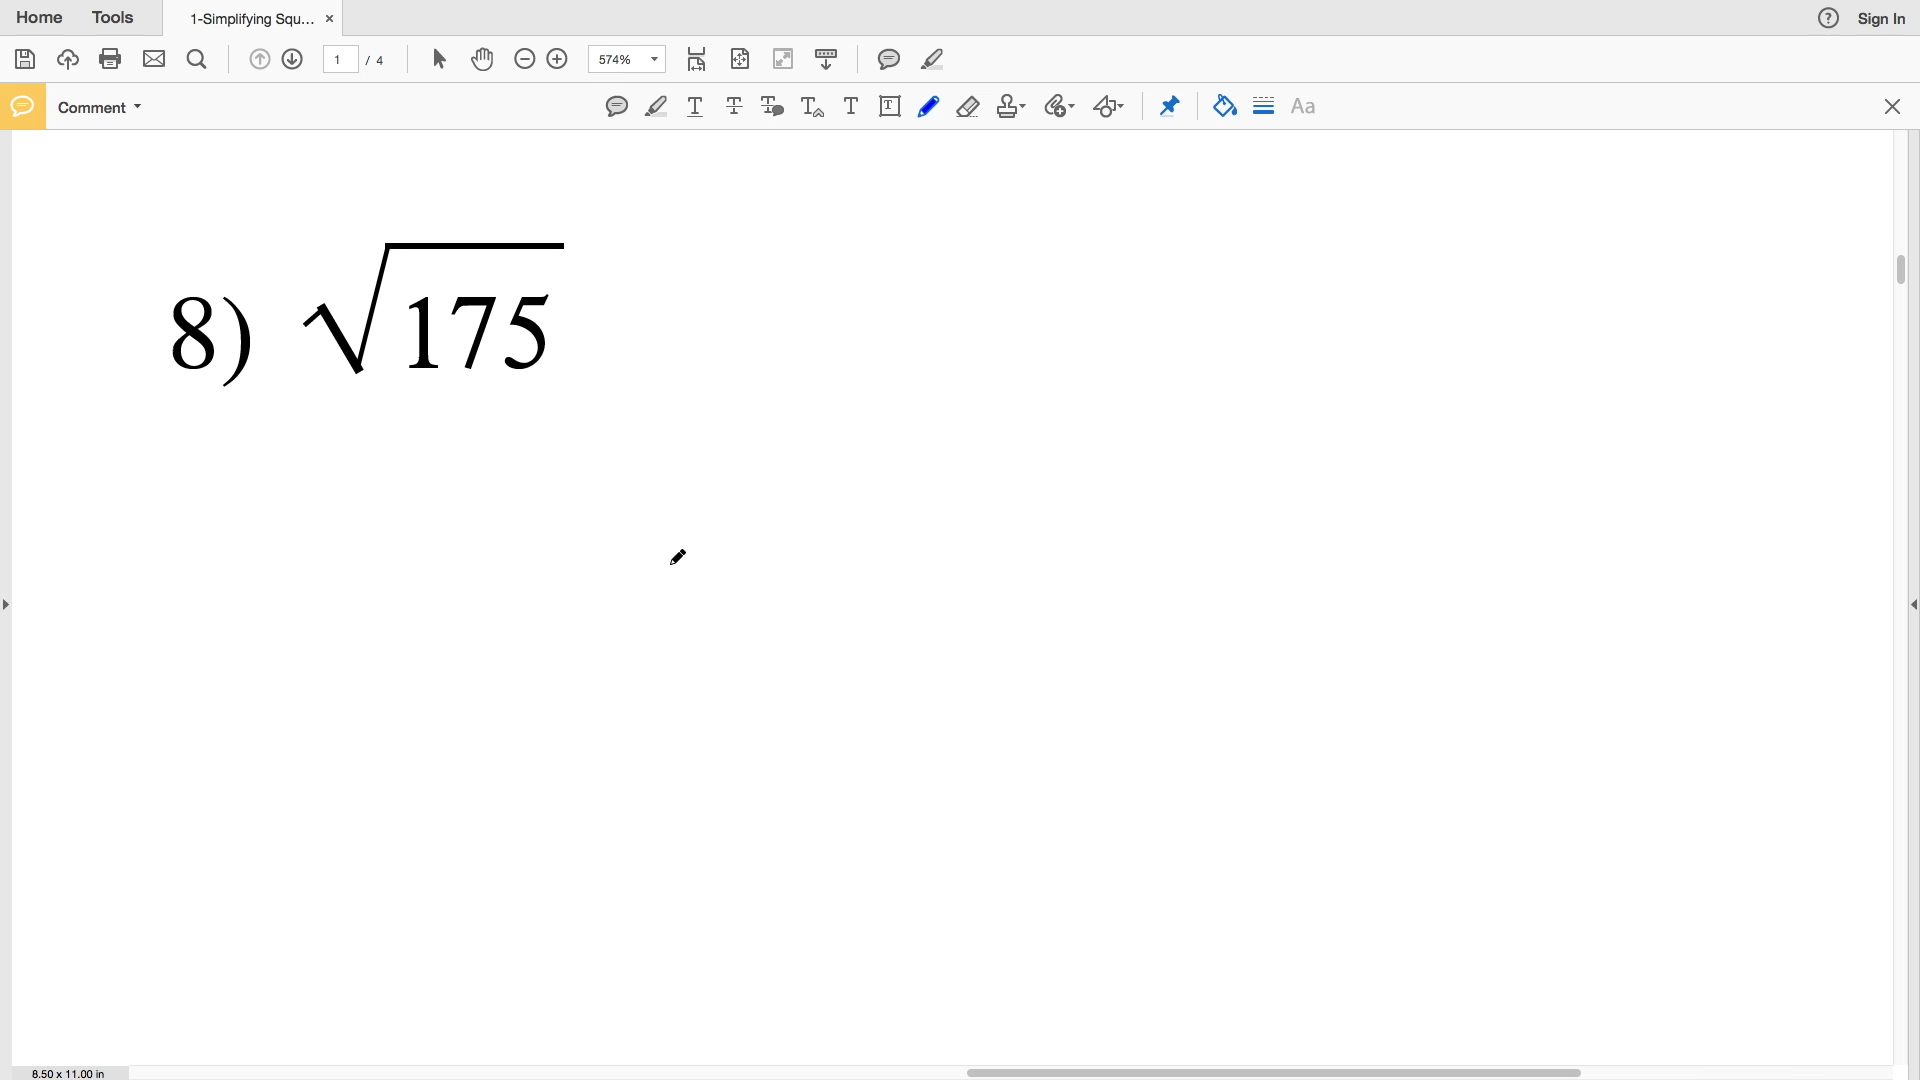 Home Tools 1-Simplifying Squ... × Sign In
1 / 4 574%
Comment Aa
8) √175
8.50 x 11.00 in